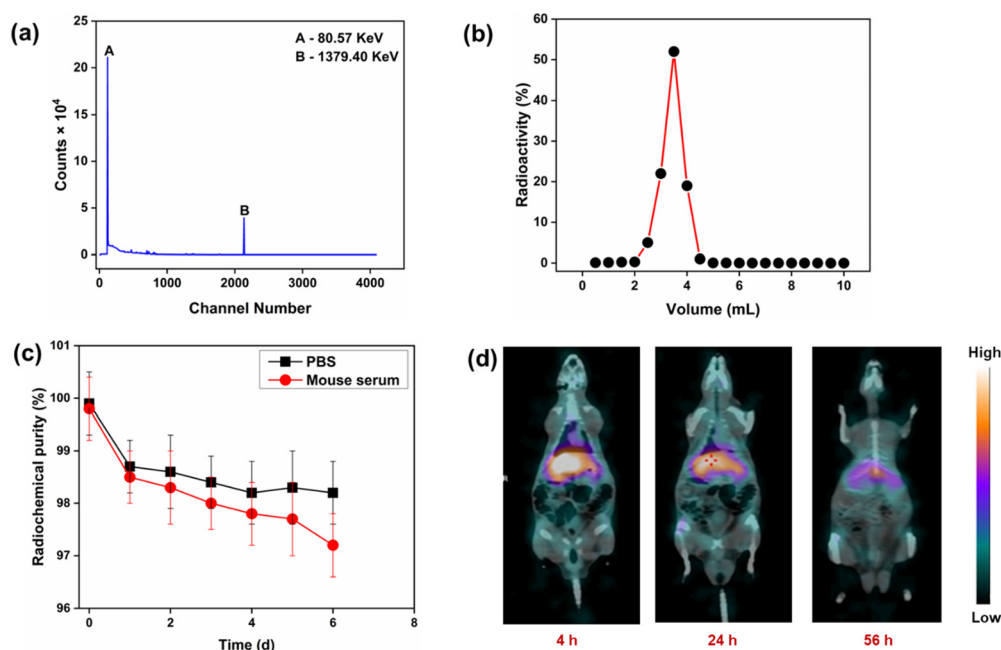 (a)
A
B
A - 80.57 KeV
B - 1379.40 KeV
Counts × 10⁴
25
20
15
10
5
0
0 1000 2000 3000 4000
Channel Number
(b)
Radioactivity (%)
60
50
40
30
20
10
0
0 2 4 6 8 10
Volume (mL)
(c)
Radiochemical purity (%)
101
100
99
98
97
96
PBS
Mouse serum
0 2 4 6 8
Time (d)
(d)
High
Low
4 h 24 h 56 h